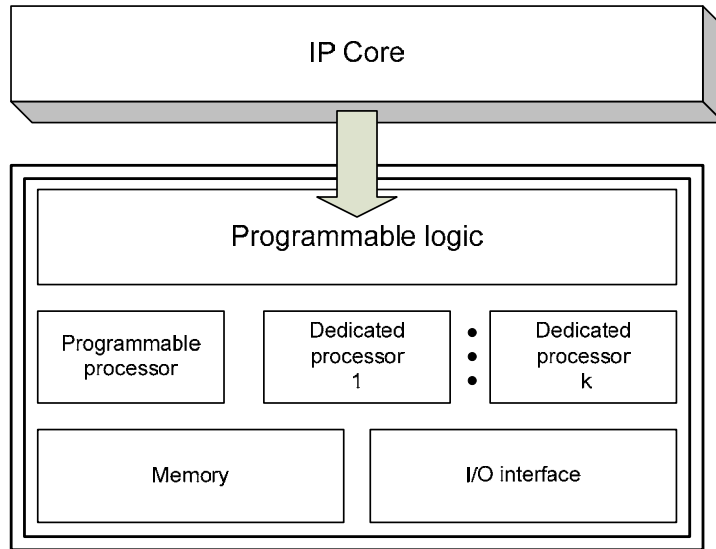 IP Core
Programmable logic
Programmable
processor
Dedicated
processor
1
Dedicated
processor
k
Memory
I/O interface